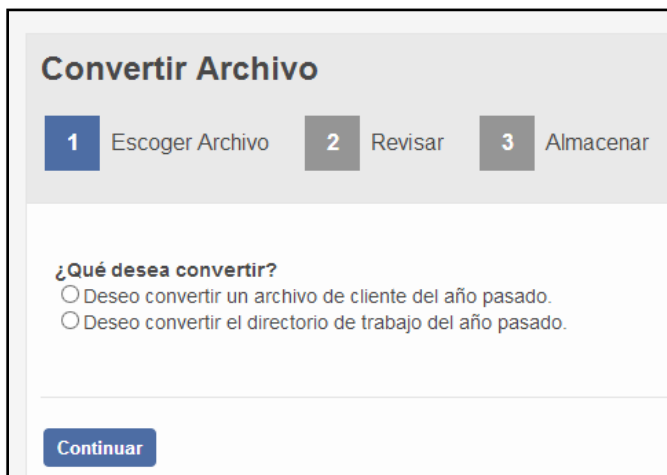 Convertir Archivo
1 Escoger Archivo 2 Revisar 3 Almacenar
¿Qué desea convertir?
Deseo convertir un archivo de cliente del año pasado.
Deseo convertir el directorio de trabajo del año pasado.
Continuar